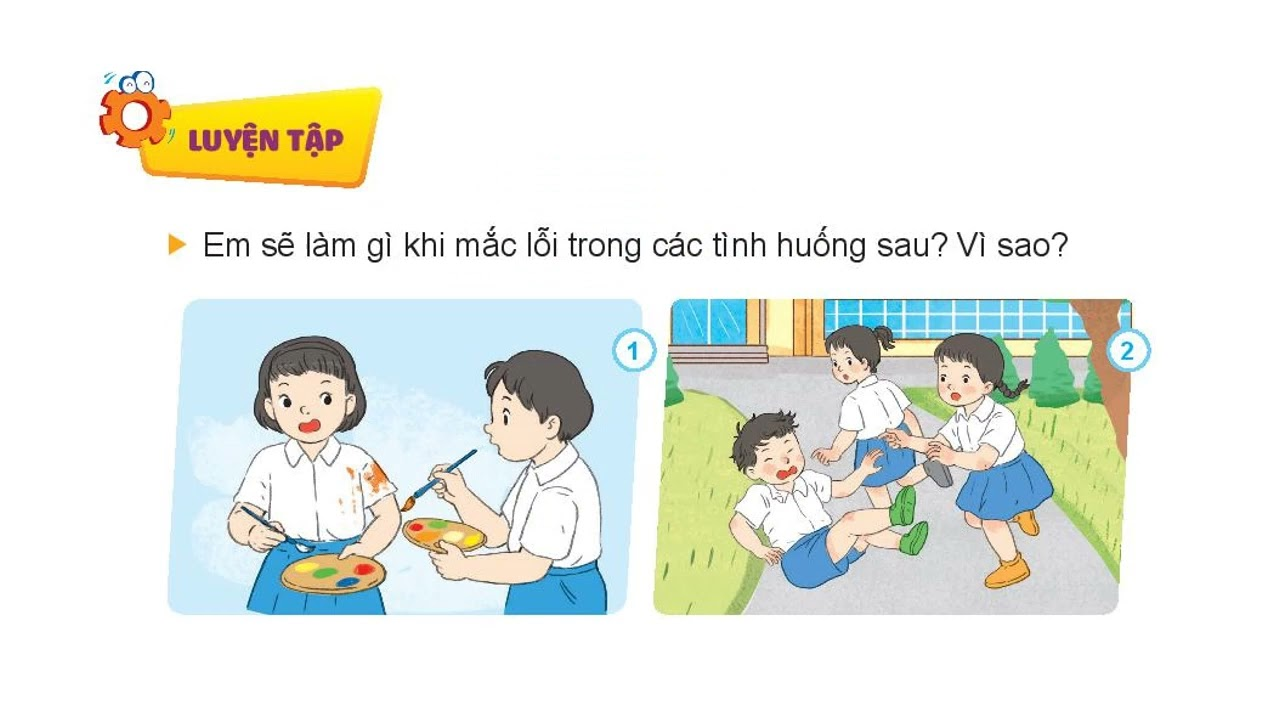 LUYỆN TẬP
Em sẽ làm gì khi mắc lỗi trong các tình huống sau? Vì sao?
1
2